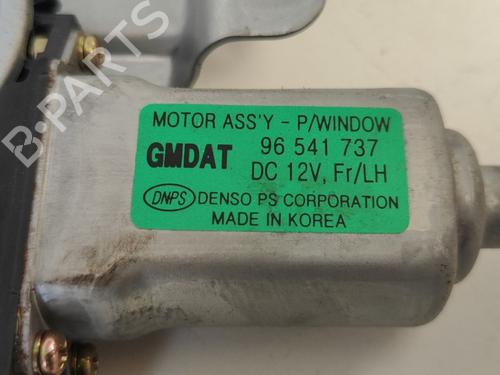 B-PARTS
MOTOR ASS'Y - P/WINDOW
GMDAT 96 541 737
DC 12V, Fr/LH
DNPS DENSO PS CORPORATION
MADE IN KOREA